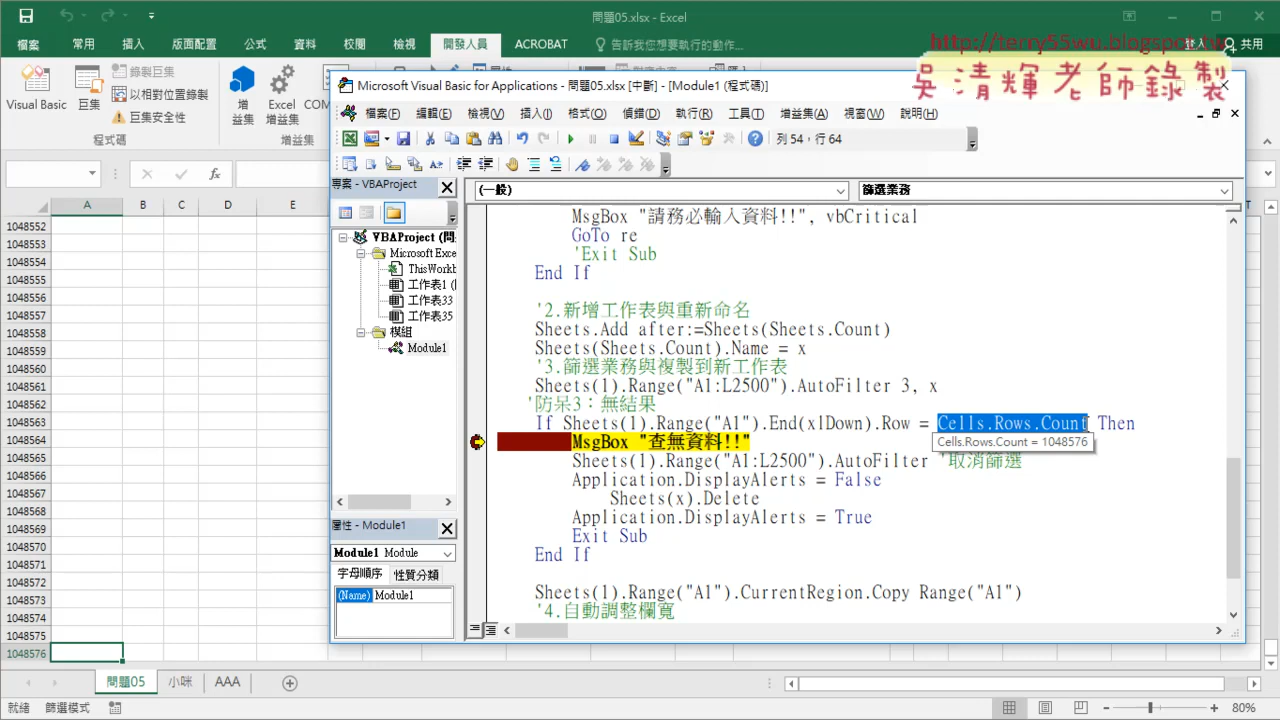 問題05.xlsx - Excel
檔案 常用 插入 版面配置 公式 資料 校閱 檢視 開發人員 ACROBAT 告訴我您想要執行的動作... 登入 共用
http://terry55wu.blogspot.tw
吳清輝老師錄製
Visual Basic 巨集 錄製巨集 以相對位置錄製 巨集安全性 增益集 Excel 增益集 COM
程式碼 增益集
Microsoft Visual Basic for Applications - 問題05.xlsx [中斷] - [Module1 (程式碼)]
檔案(F) 編輯(E) 檢視(V) 插入(I) 格式(O) 偵錯(D) 執行(R) 工具(T) 增益集(A) 視窗(W) 說明(H)
列 54，行 64
專案 - VBAProject
(一般) 篩選業務
VBAProject (問
Microsoft Exce
ThisWorkb
工作表1 (
工作表33
工作表35
模組
Module1
屬性 - Module1
Module1 Module
字母順序 性質分類
(Name) Module1
MsgBox "請務必輸入資料!!", vbCritical
GoTo re
'Exit Sub
End If
'2.新增工作表與重新命名
Sheets.Add after:=Sheets(Sheets.Count)
Sheets(Sheets.Count).Name = x
'3.篩選業務與複製到新工作表
Sheets(1).Range("A1:L2500").AutoFilter 3, x
'防呆3：無結果
If Sheets(1).Range("A1").End(xlDown).Row = Cells.Rows.Count Then
MsgBox "查無資料!!"
Cells.Rows.Count = 1048576
Sheets(1).Range("A1:L2500").AutoFilter '取消篩選
Application.DisplayAlerts = False
Sheets(x).Delete
Application.DisplayAlerts = True
Exit Sub
End If
Sheets(1).Range("A1").CurrentRegion.Copy Range("A1")
'4.自動調整欄寬
A B C D E T
1048552
1048553
1048554
1048555
1048556
1048557
1048558
1048559
1048560
1048561
1048562
1048563
1048564
1048565
1048566
1048567
1048568
1048569
1048570
1048571
1048572
1048573
1048574
1048575
1048576
問題05 小咪 AAA
就緒 篩選模式 80%